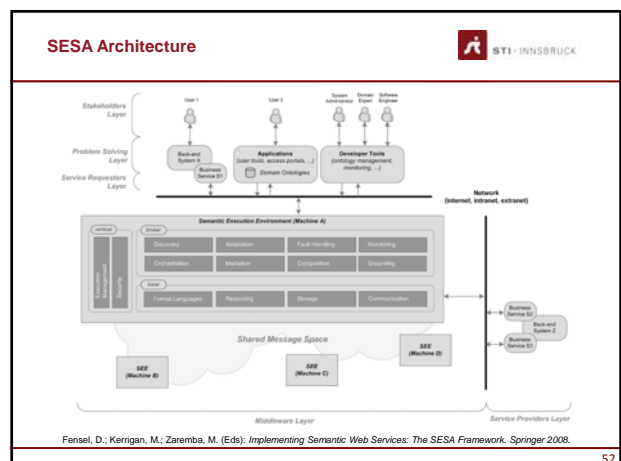 SESA Architecture
STI · INNSBRUCK
Stakeholders
Layer
User 1
User 2
System
Administrator
Domain
Expert
Software
Engineer
Problem Solving
Layer
Back-end
System X
Business
Service S1
Applications
(user tools, access portals, ...)
Domain Ontologies
Developer Tools
(ontology management,
monitoring, ...)
Service Requesters
Layer
Network
(internet, intranet, extranet)
Semantic Execution Environment (Machine A)
vertical
Execution
Management
Security
broker
Discovery
Adaptation
Fault Handling
Monitoring
Orchestration
Mediation
Composition
Grounding
base
Formal Languages
Reasoning
Storage
Communication
Shared Message Space
SEE
(Machine B)
SEE
(Machine C)
SEE
(Machine D)
Business
Service S2
Back-end
System Z
Business
Service S3
Middleware Layer
Service Providers Layer
Fensel, D.; Kerrigan, M.; Zaremba, M. (Eds): Implementing Semantic Web Services: The SESA Framework. Springer 2008.
52